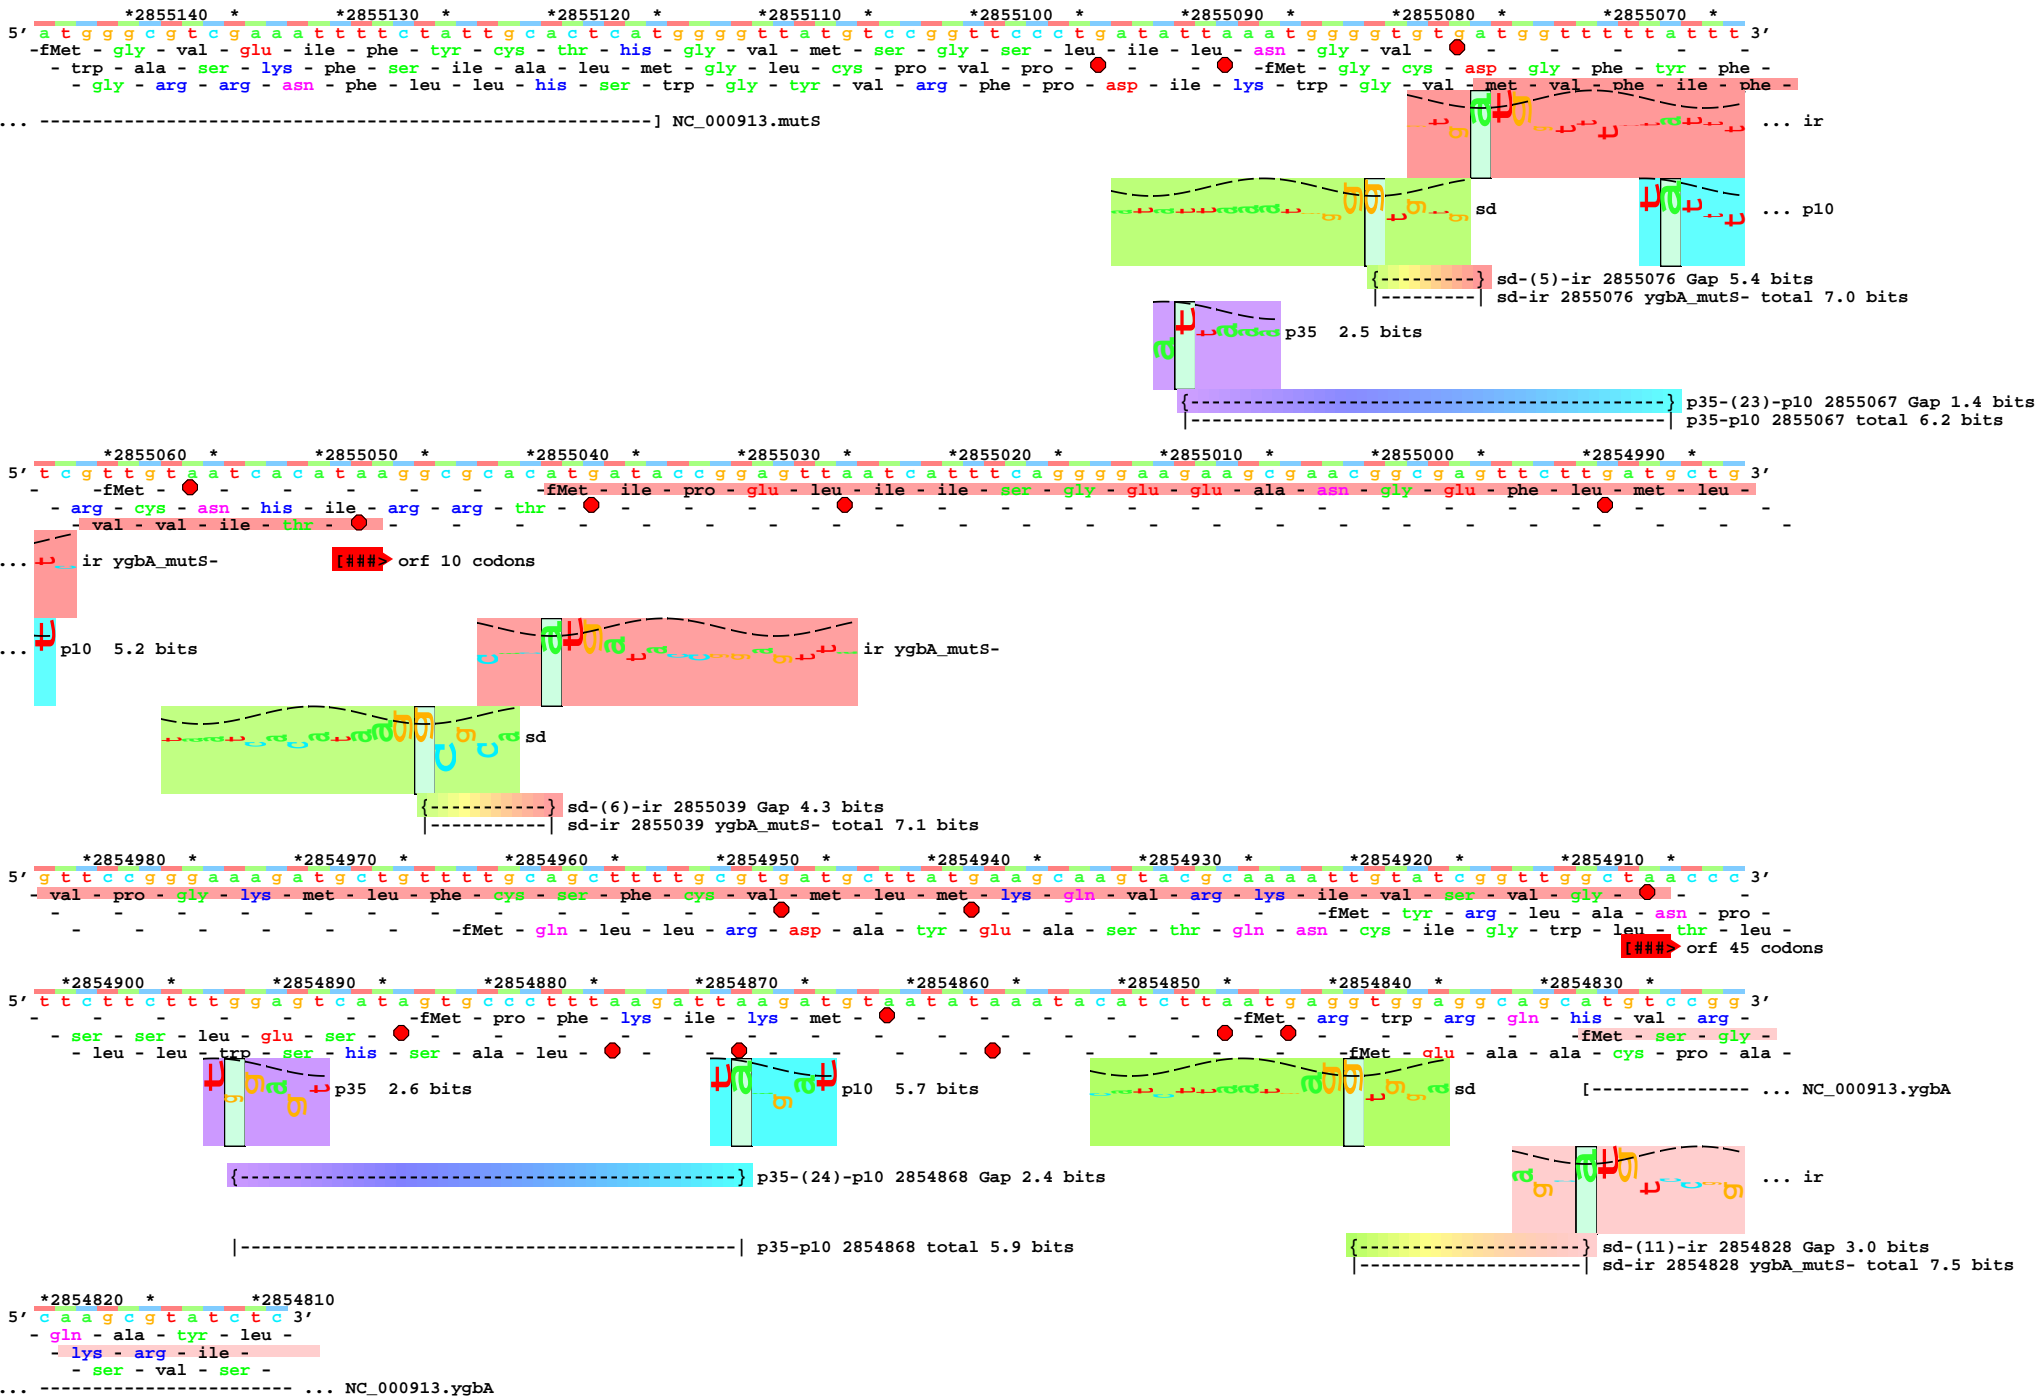 *2855140 * *2855130 * *2855120 * *2855110 * *2855100 * *2855090 * *2855080 * *2855070 *
5' a t g g g c g t c g a a a t t t t c t a t t g c a c t c a t g g g g t t a t g t c c g g t t c c c t g a t a t t a a a t g g g g t g t g a t g g t t t t t a t t t 3'
-fMet - gly - val - glu - ile - phe - tyr - cys - thr - his - gly - val - met - ser - gly - ser - leu - ile - leu - asn - gly - val - - - - - -
- trp - ala - ser - lys - phe - ser - ile - ala - leu - met - gly - leu - cys - pro - val - pro - - - -fMet - gly - cys - asp - gly - phe - tyr - phe -
- gly - arg - arg - asn - phe - leu - leu - his - ser - trp - gly - tyr - val - arg - phe - pro - asp - ile - lys - trp - gly - val - met - val - phe - ile - phe -
... ---------------------------------------------------------- ] NC_000913.mutS
... ir
sd
... p10
{----------} sd-(5)-ir 2855076 Gap 5.4 bits
|---------| sd-ir 2855076 ygbA_mutS- total 7.0 bits
p35 2.5 bits
{---------------------------------------------} p35-(23)-p10 2855067 Gap 1.4 bits
|---------------------------------------------| p35-p10 2855067 total 6.2 bits
*2855060 * *2855050 * *2855040 * *2855030 * *2855020 * *2855010 * *2855000 * *2854990 *
5' t c g t t g t a a t c a c a t a a g g c g c a c a t g a t a c c g g a g t t a a t c a t t c a g g g g a a g a a g c g a a c g g c g a g t t c t t g a t g c t g 3'
- -fMet - - - - - - -fMet - ile - pro - glu - leu - ile - ile - ser - gly - glu - glu - ala - asn - gly - glu - phe - leu - met - leu -
- arg - cys - asn - his - ile - arg - arg - thr - - - - - - - - - - - - - - - - - -
- val - val - ile - thr - - - - - - - - - - - - - - - - - - - - - -
... ir ygbA_mutS-
[###> orf 10 codons
... p10 5.2 bits
ir ygbA_mutS-
sd
{-----------} sd-(6)-ir 2855039 Gap 4.3 bits
|-----------| sd-ir 2855039 ygbA_mutS- total 7.1 bits
*2854980 * *2854970 * *2854960 * *2854950 * *2854940 * *2854930 * *2854920 * *2854910 *
5' g t t c c g g g a a a g a t g c t g t t t t g c a g c t t t t g c g t g a t g c t t a t g a a g c a a g t a c g c a a a a t t g t a t c g g t t g g c t a a c c c 3'
- val - pro - gly - lys - met - leu - phe - cys - ser - phe - cys - val - met - leu - met - lys - gln - val - arg - lys - ile - val - ser - val - gly - - -
- - - - - - - - - - - - - - - - - - -fMet - tyr - arg - leu - ala - asn - pro -
- - - - - - -fMet - gln - leu - leu - arg - asp - ala - tyr - glu - ala - ser - thr - gln - asn - cys - ile - gly - trp - leu - thr - leu -
[###> orf 45 codons
*2854900 * *2854890 * *2854880 * *2854870 * *2854860 * *2854850 * *2854840 * *2854830 *
5' t t c t t c t t t g g a g t c a t a g t g c c c t t t a a g a t t a a g a t g t a a t a t a a a t a c a t c t t a a t g a g g t g g a g g c a g c a t g t c c g g 3'
- - - - - - -fMet - pro - phe - lys - ile - lys - met - - - - - - -fMet - arg - trp - arg - gln - his - val - arg -
- ser - ser - leu - glu - ser - - - - - - - - - - - - - - - - -fMet - ser - gly -
- leu - leu - trp - ser - his - ser - ala - leu - - - - - - - - - - -fMet - glu - ala - ala - cys - pro - ala -
p35 2.6 bits
p10 5.7 bits
sd
[--------------- ... NC_000913.ygbA
{-----------------------------------------------} p35-(24)-p10 2854868 Gap 2.4 bits
... ir
|-----------------------------------------------| p35-p10 2854868 total 5.9 bits
{---------------------} sd-(11)-ir 2854828 Gap 3.0 bits
|---------------------| sd-ir 2854828 ygbA_mutS- total 7.5 bits
*2854820 * *2854810
5' c a a g c g t a t c t c 3'
- gln - ala - tyr - leu -
- lys - arg - ile -
- ser - val - ser -
... ------------------------ ... NC_000913.ygbA